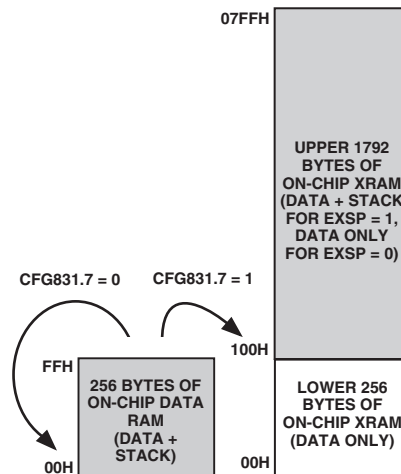 07FFH
UPPER 1792
BYTES OF
ON-CHIP XRAM
(DATA + STACK
FOR EXSP = 1,
DATA ONLY
FOR EXSP = 0)
CFG831.7 = 0
CFG831.7 = 1
100H
FFH
256 BYTES OF
ON-CHIP DATA
RAM
(DATA +
STACK)
00H
LOWER 256
BYTES OF
ON-CHIP XRAM
(DATA ONLY)
00H